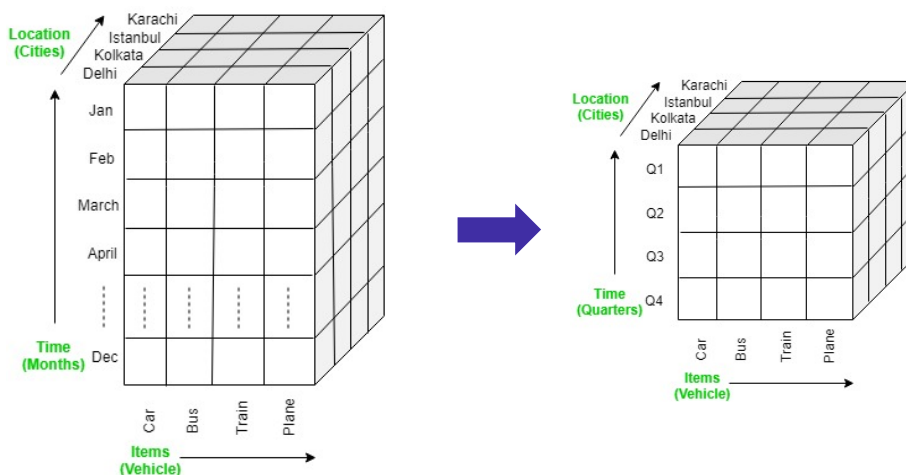 Karachi
Istanbul
Kolkata
Delhi
Location
(Cities)
Jan
Feb
March
April
Dec
Time
(Months)
Car
Bus
Train
Plane
Items
(Vehicle)
Karachi
Istanbul
Kolkata
Delhi
Location
(Cities)
Q1
Q2
Q3
Q4
Time
(Quarters)
Car
Bus
Train
Plane
Items
(Vehicle)